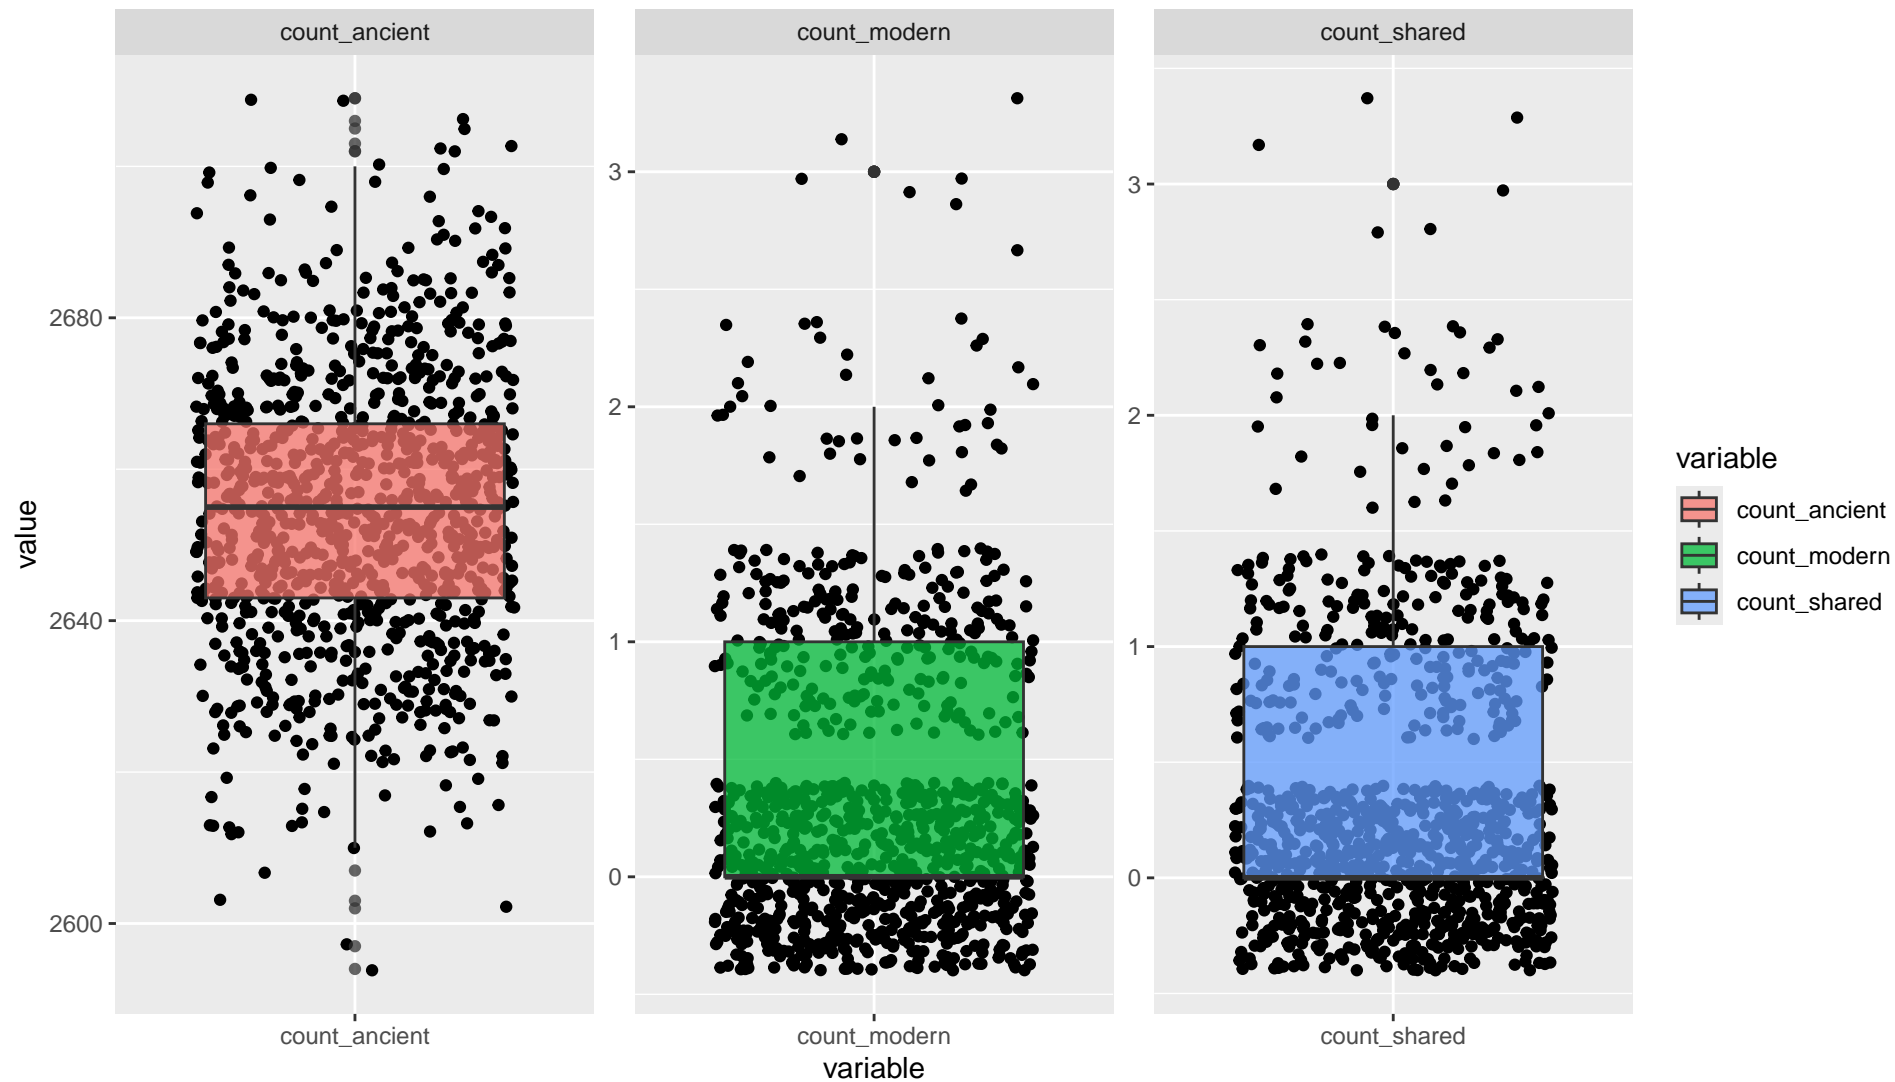 count_ancient
count_modern
count_shared
value
2680
2640
2600
3
2
1
0
3
2
1
0
count_ancient
count_modern
count_shared
variable
variable
count_ancient
count_modern
count_shared